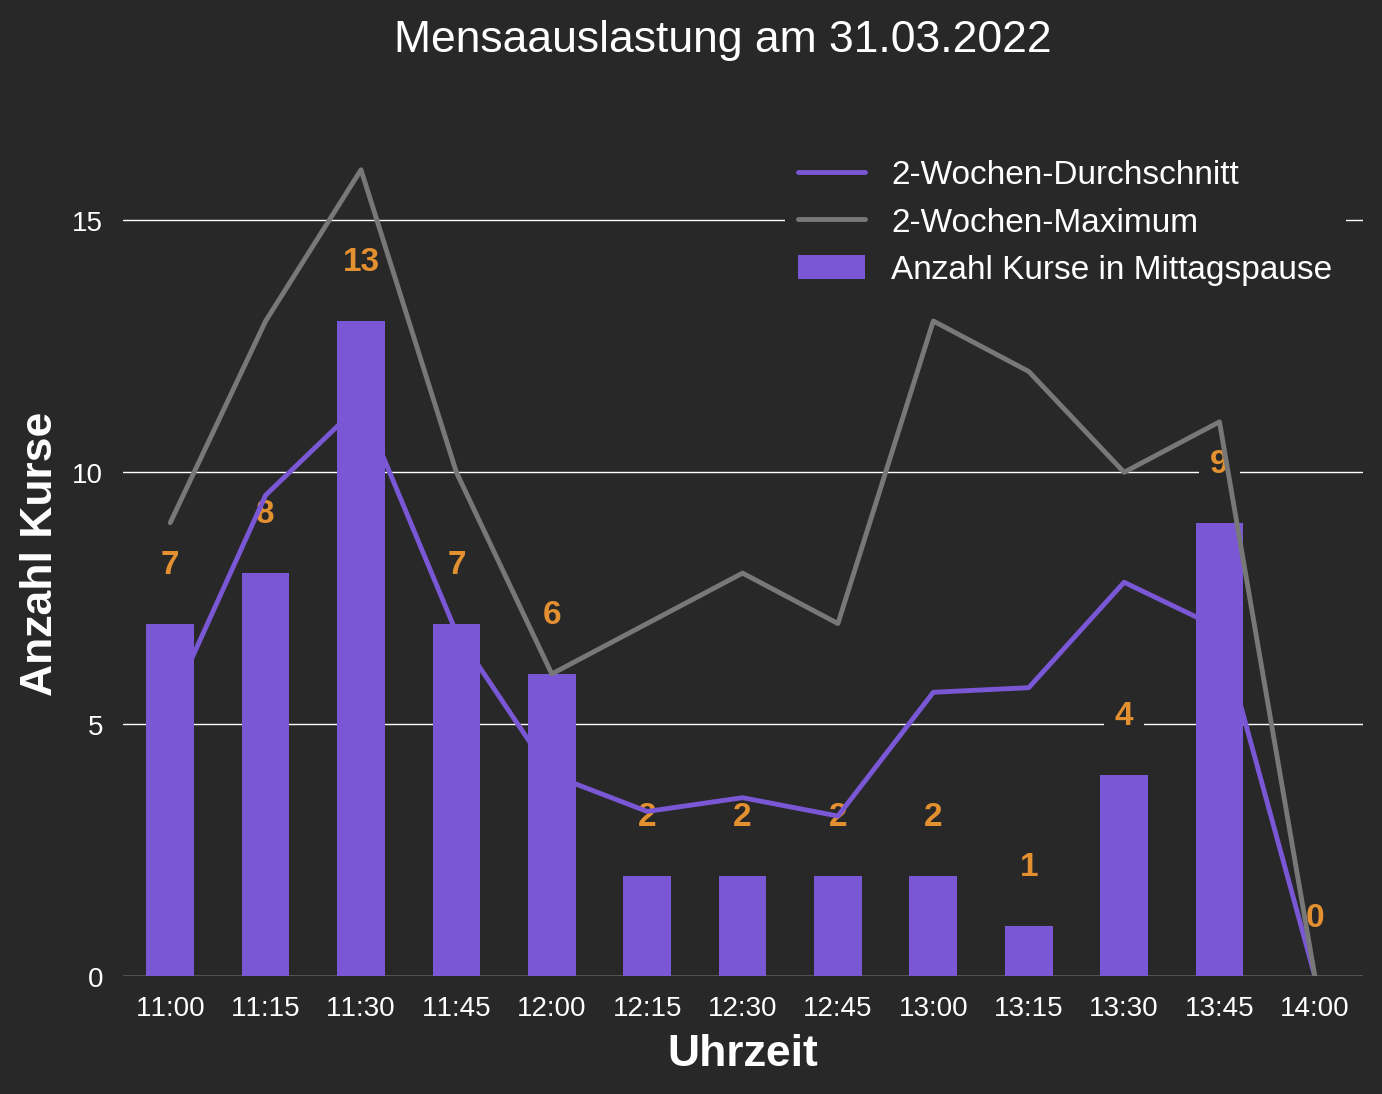 Mensaauslastung am 31.03.2022
2-Wochen-Durchschnitt
2-Wochen-Maximum
Anzahl Kurse in Mittagspause
Anzahl Kurse
15
10
5
0
7
8
13
7
6
2
2
2
2
1
4
9
0
11:00 11:15 11:30 11:45 12:00 12:15 12:30 12:45 13:00 13:15 13:30 13:45 14:00
Uhrzeit